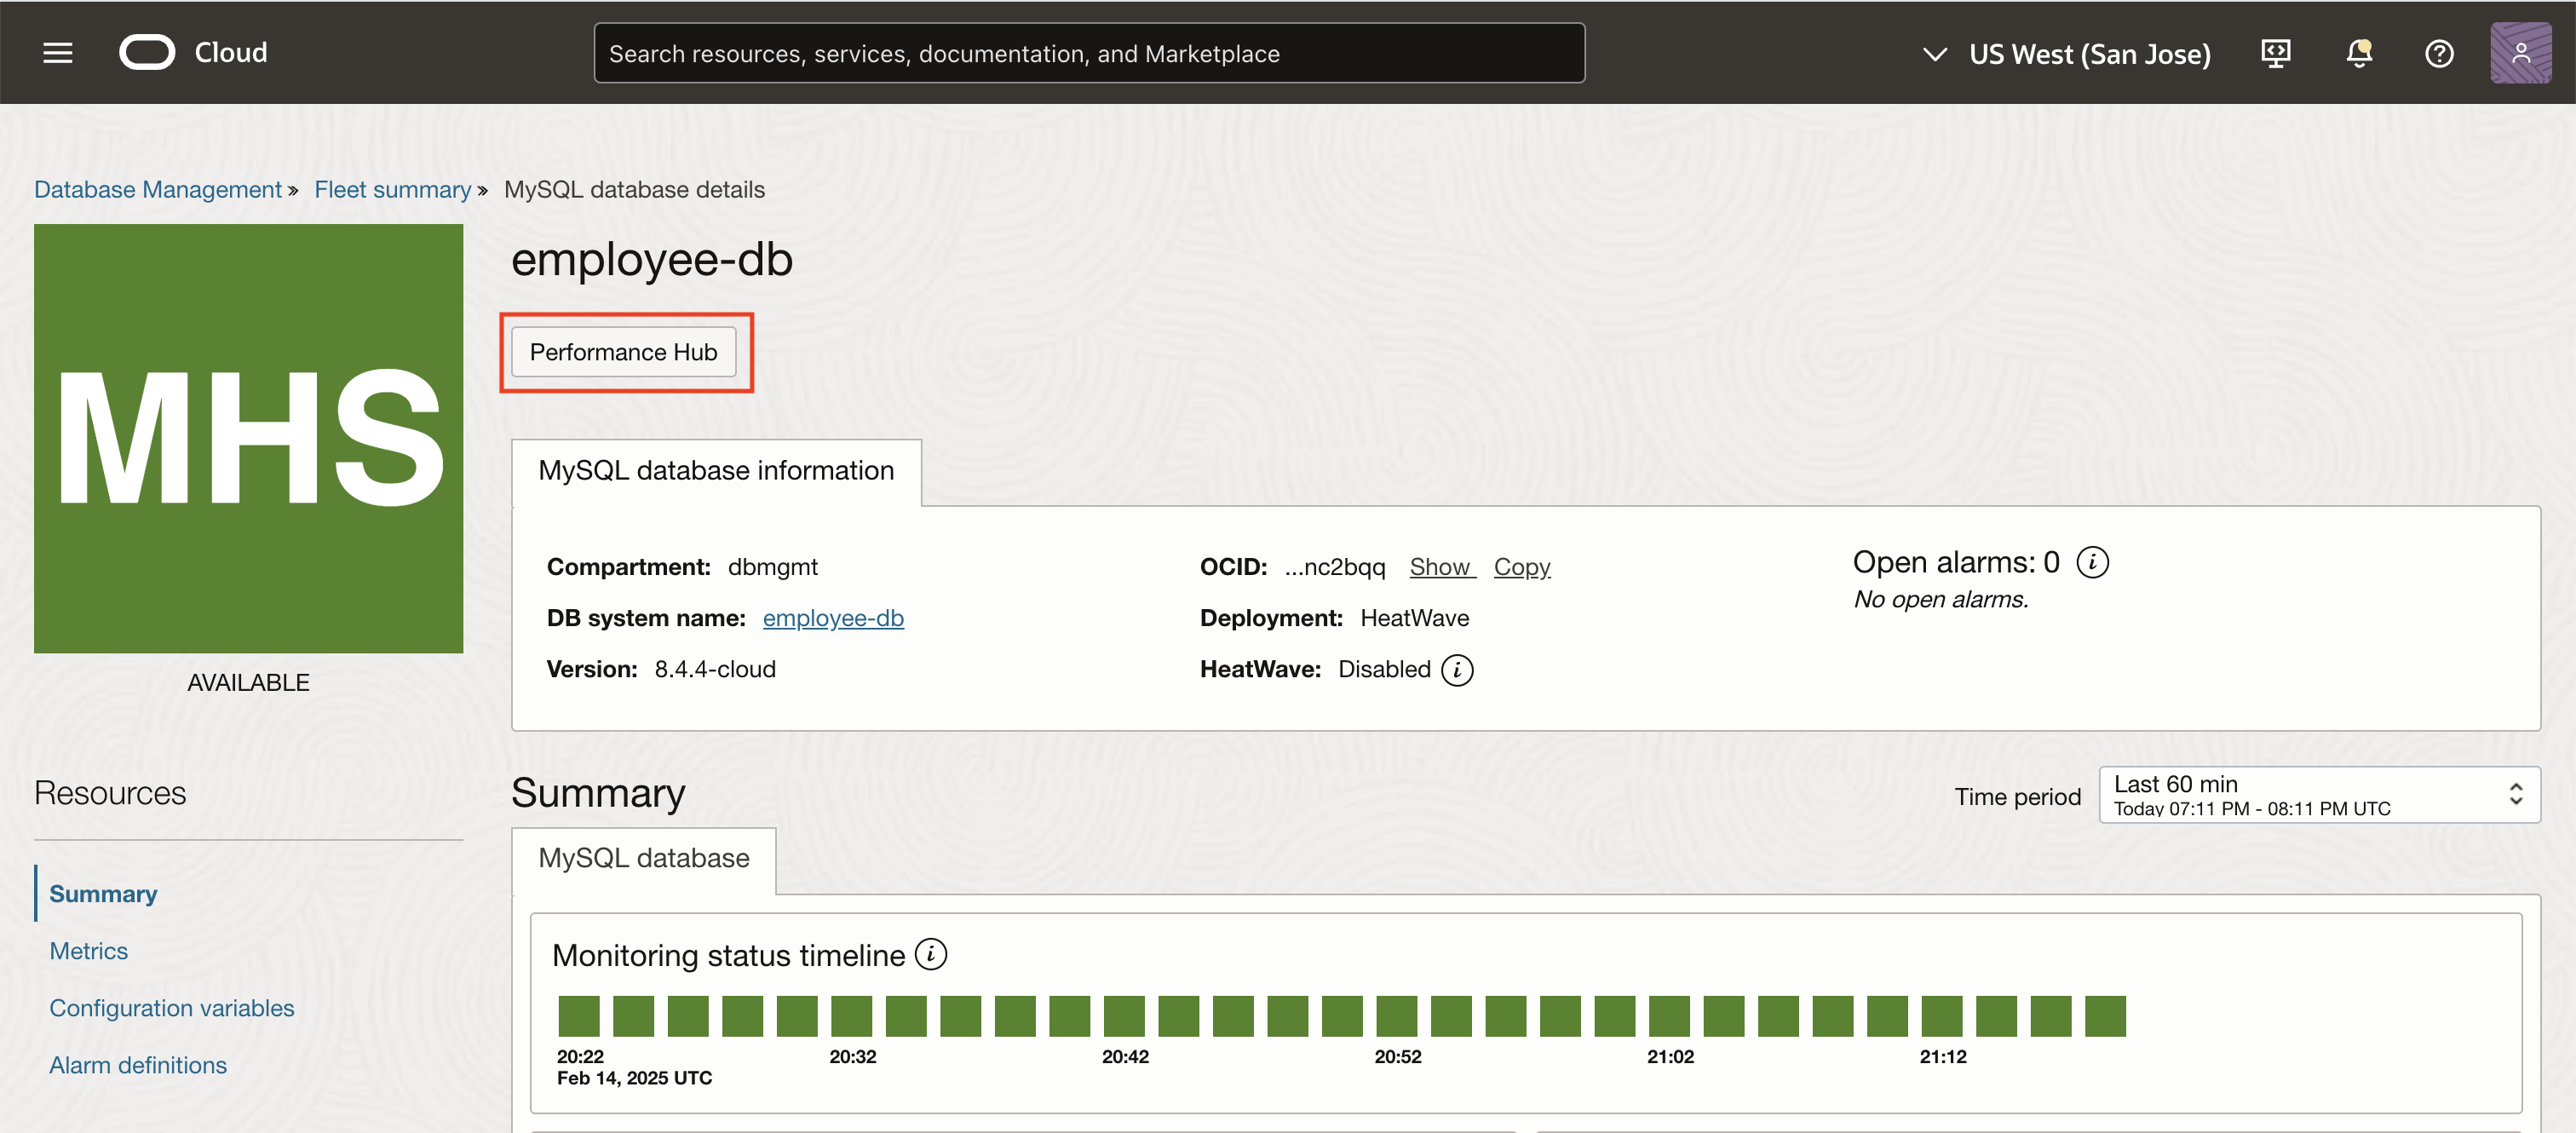 Cloud
Search resources, services, documentation, and Marketplace
US West (San Jose)
Database Management » Fleet summary » MySQL database details
MHS
AVAILABLE
employee-db
Performance Hub
MySQL database information
Compartment: dbmgmt
DB system name: employee-db
Version: 8.4.4-cloud
OCID: ...nc2bqq Show Copy
Deployment: HeatWave
HeatWave: Disabled i
Open alarms: 0 i
No open alarms.
Resources
Summary
Metrics
Configuration variables
Alarm definitions
Summary
Time period
Last 60 min
Today 07:11 PM - 08:11 PM UTC
MySQL database
Monitoring status timeline i
20:22 20:32 20:42 20:52 21:02 21:12
Feb 14, 2025 UTC